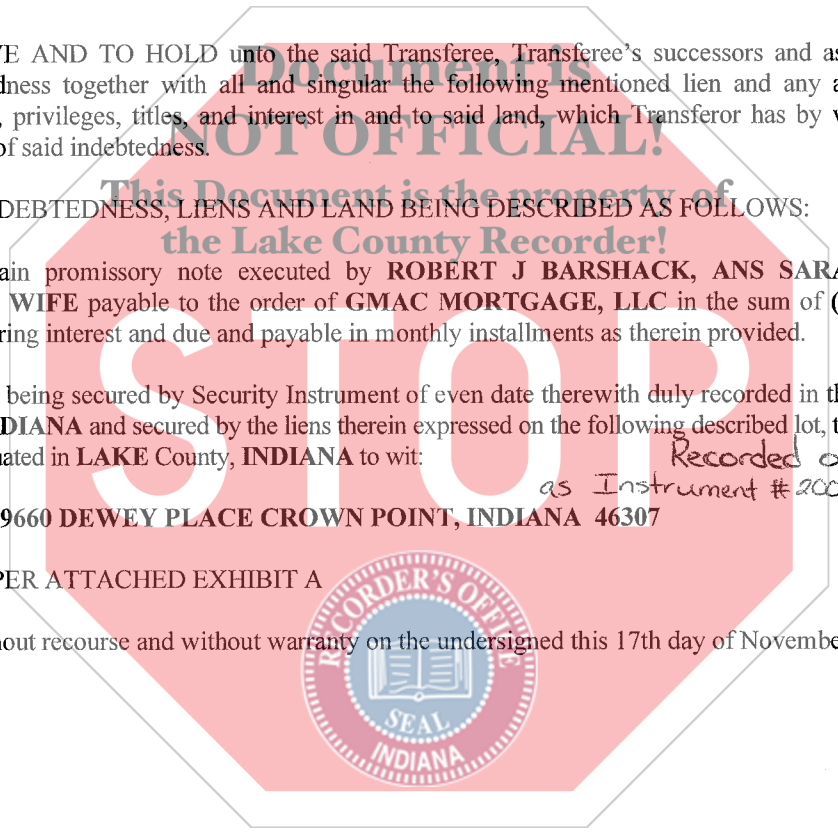 VE AND TO HOLD unto the said Transferee, Transferee's successors and as
dness together with all and singular the following mentioned lien and any a
, privileges, titles, and interest in and to said land, which Transferor has by v
of said indebtedness.
Document is
NOT OFFICIAL!
This Document is the property of
the Lake County Recorder!
DEBTEDNESS, LIENS AND LAND BEING DESCRIBED AS FOLLOWS:
ain promissory note executed by ROBERT J BARSHACK, ANS SARA
WIFE payable to the order of GMAC MORTGAGE, LLC in the sum of (
ring interest and due and payable in monthly installments as therein provided.
STOP
being secured by Security Instrument of even date therewith duly recorded in th
DIANA and secured by the liens therein expressed on the following described lot, t
ated in LAKE County, INDIANA to wit:
Recorded o
as Instrument # 200
9660 DEWEY PLACE CROWN POINT, INDIANA 46307
PER ATTACHED EXHIBIT A
out recourse and without warranty on the undersigned this 17th day of Novembe
RECORDER'S OFFICE
SEAL
INDIANA